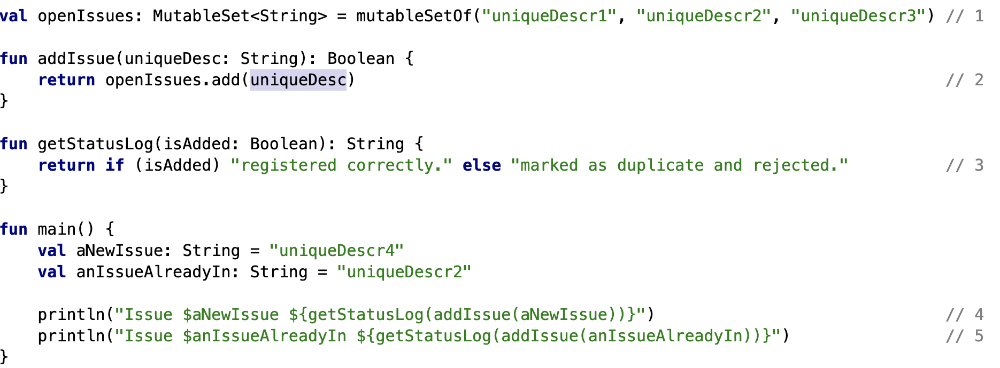 val openIssues: MutableSet<String> = mutableSetOf("uniqueDescr1", "uniqueDescr2", "uniqueDescr3") // 1
fun addIssue(uniqueDesc: String): Boolean {
    return openIssues.add(uniqueDesc)                                                             // 2
}
fun getStatusLog(isAdded: Boolean): String {
    return if (isAdded) "registered correctly." else "marked as duplicate and rejected."          // 3
}
fun main() {
    val aNewIssue: String = "uniqueDescr4"
    val anIssueAlreadyIn: String = "uniqueDescr2"
    println("Issue $aNewIssue ${getStatusLog(addIssue(aNewIssue))}")                              // 4
    println("Issue $anIssueAlreadyIn ${getStatusLog(addIssue(anIssueAlreadyIn))}")                // 5
}